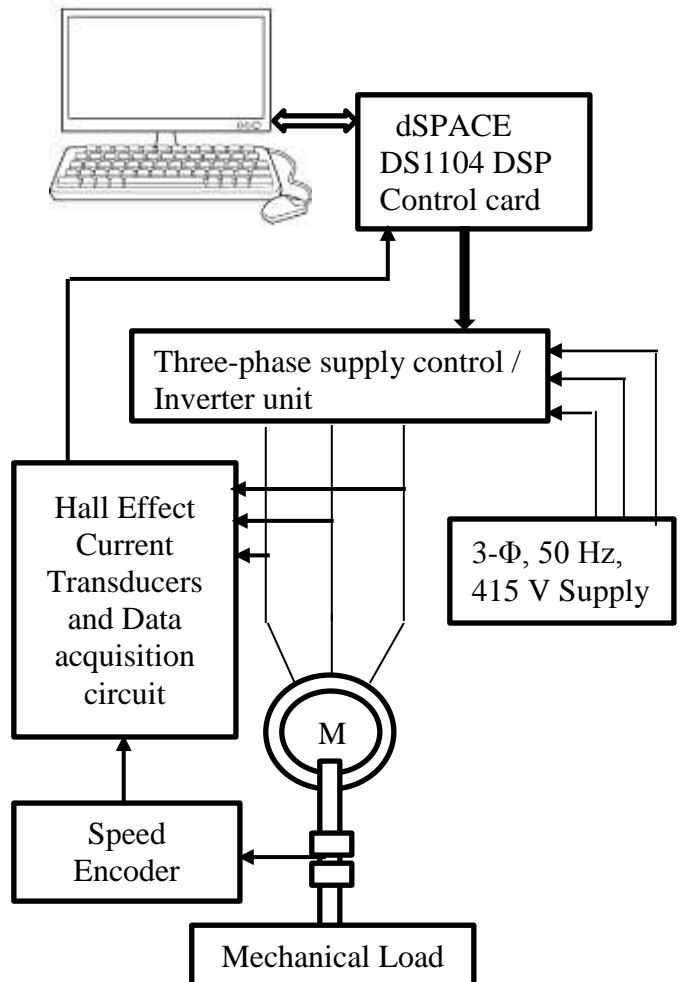 dSPACE
DS1104 DSP
Control card
Three-phase supply control /
Inverter unit
Hall Effect
Current
Transducers
and Data
acquisition
circuit
3-Φ, 50 Hz,
415 V Supply
M
Speed
Encoder
Mechanical Load